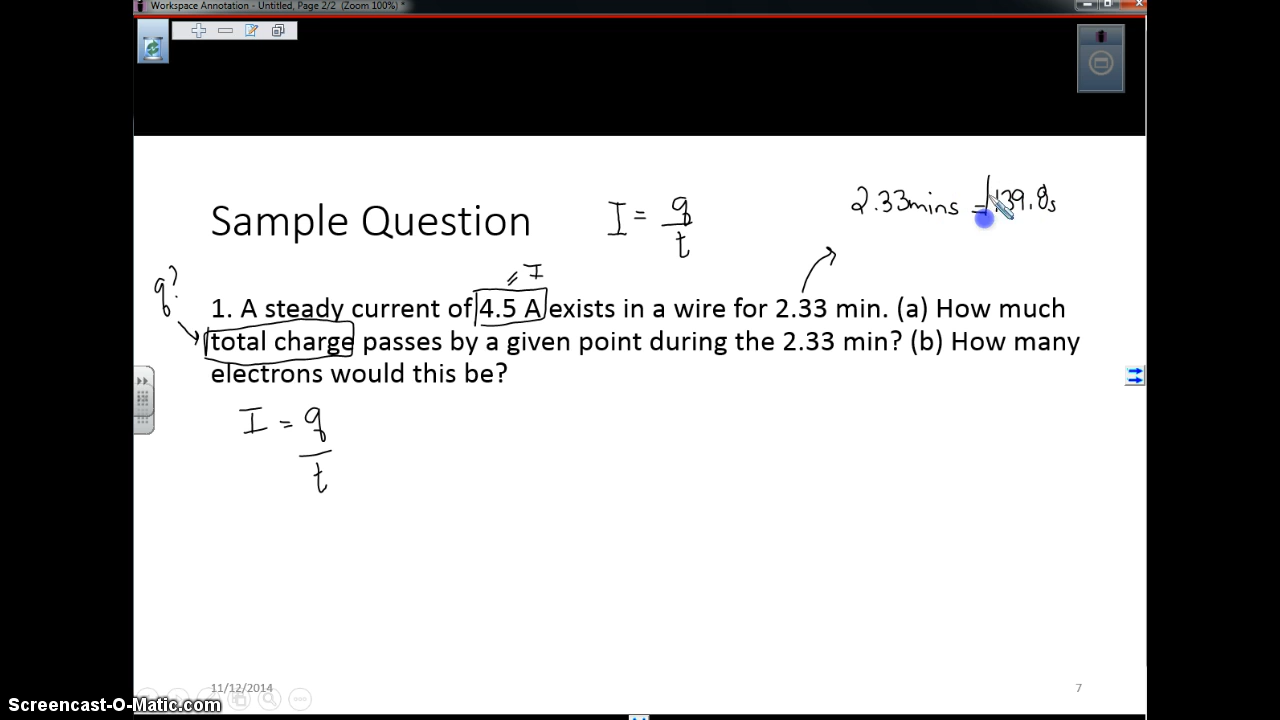 Workspace Annotation - Untitled, Page 2/2 (Zoom 100%) *
2.33mins = 139.8s
Sample Question
I = q/t
= I
q?
1. A steady current of 4.5 A exists in a wire for 2.33 min. (a) How much
total charge passes by a given point during the 2.33 min? (b) How many
electrons would this be?
I = q
t
11/12/2014
7
Screencast-O-Matic.com